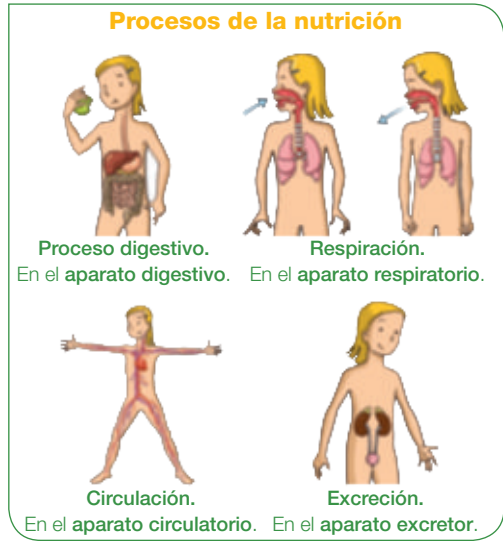 Procesos de la nutrición
Proceso digestivo.
En el aparato digestivo.
Respiración.
En el aparato respiratorio.
Circulación.
En el aparato circulatorio.
Excreción.
En el aparato excretor.